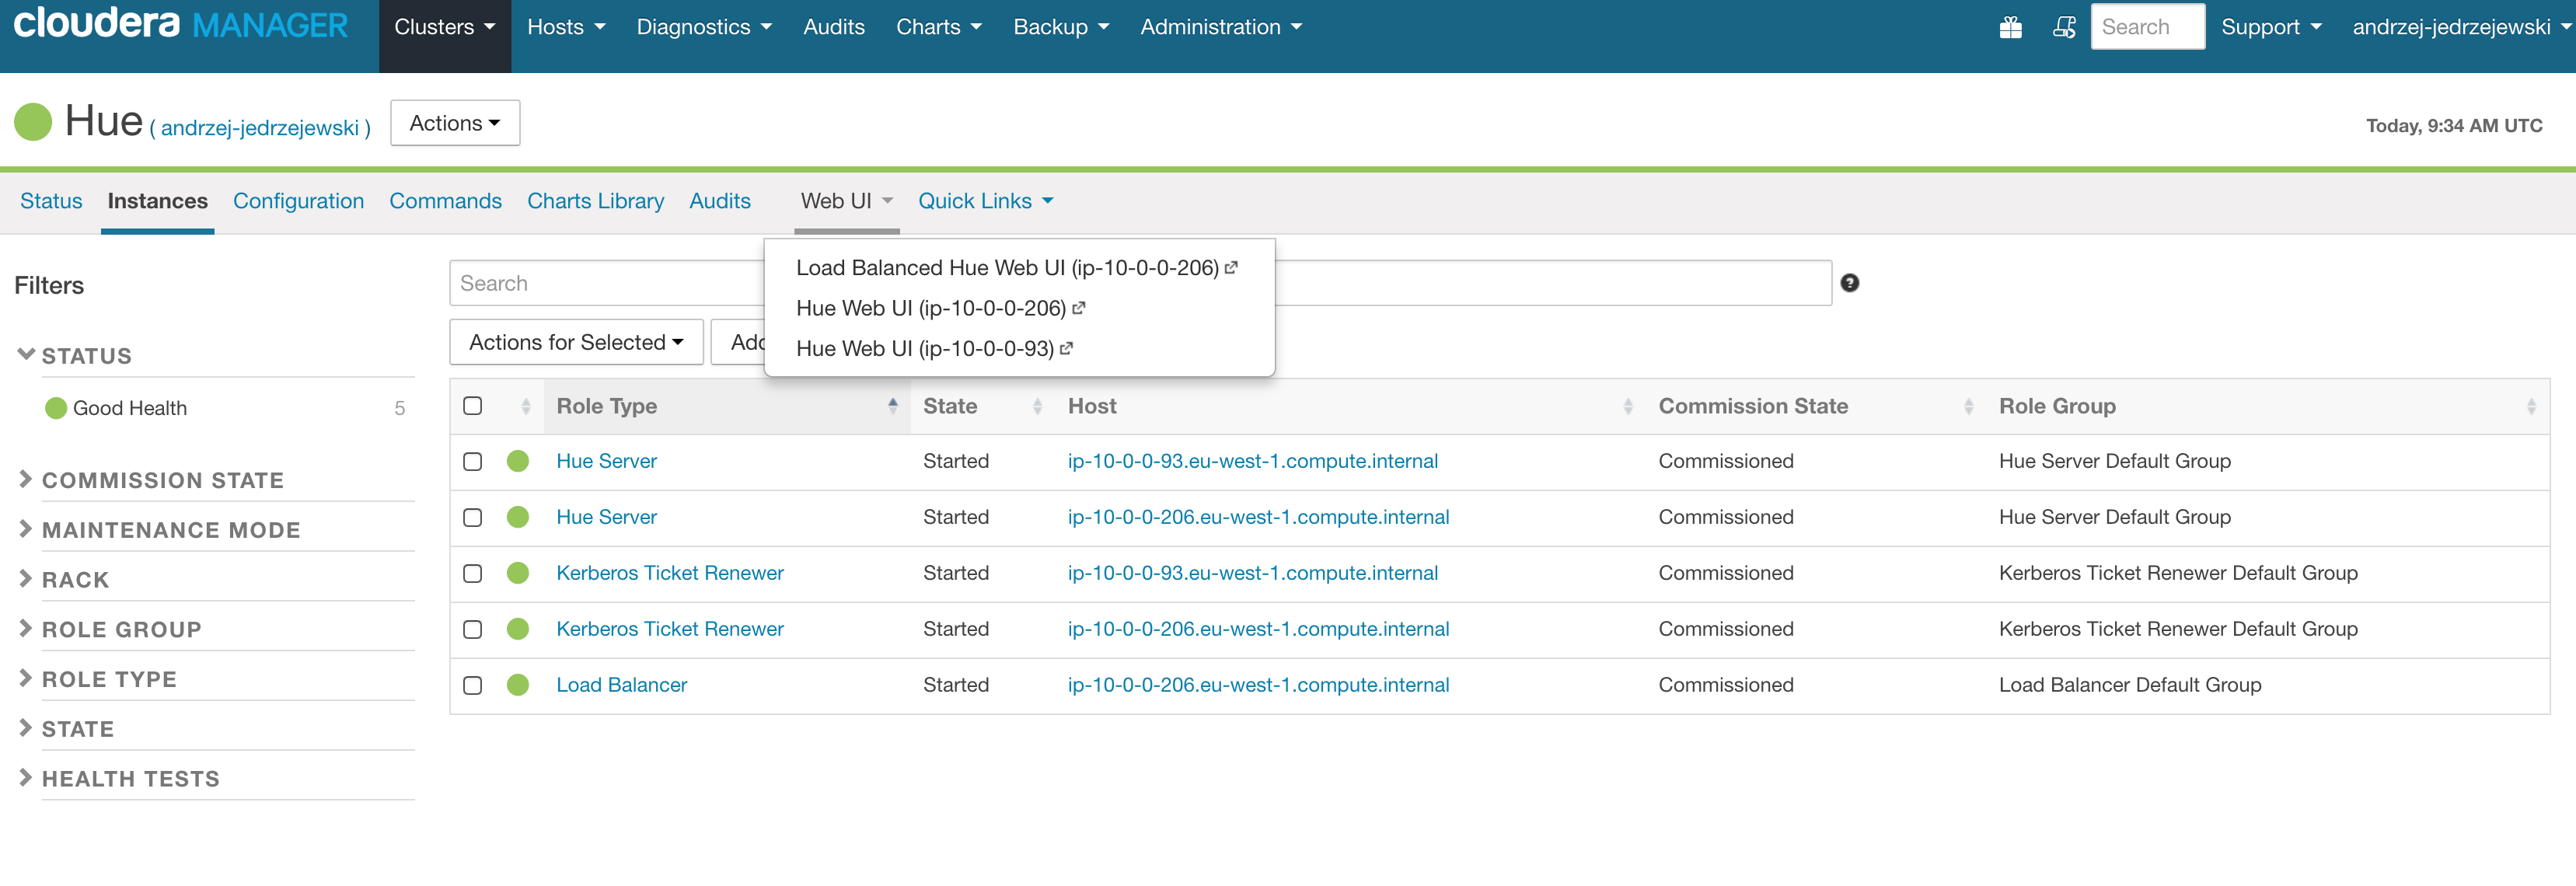 cloudera MANAGER Clusters Hosts Diagnostics Audits Charts Backup Administration Search Support andrzej-jedrzejewski
Hue ( andrzej-jedrzejewski ) Actions Today, 9:34 AM UTC
Status Instances Configuration Commands Charts Library Audits Web UI Quick Links
Load Balanced Hue Web UI (ip-10-0-0-206)
Hue Web UI (ip-10-0-0-206)
Hue Web UI (ip-10-0-0-93)
Filters
STATUS
Good Health 5
COMMISSION STATE
MAINTENANCE MODE
RACK
ROLE GROUP
ROLE TYPE
STATE
HEALTH TESTS
Search ?
Actions for Selected
Role Type State Host Commission State Role Group
Hue Server Started ip-10-0-0-93.eu-west-1.compute.internal Commissioned Hue Server Default Group
Hue Server Started ip-10-0-0-206.eu-west-1.compute.internal Commissioned Hue Server Default Group
Kerberos Ticket Renewer Started ip-10-0-0-93.eu-west-1.compute.internal Commissioned Kerberos Ticket Renewer Default Group
Kerberos Ticket Renewer Started ip-10-0-0-206.eu-west-1.compute.internal Commissioned Kerberos Ticket Renewer Default Group
Load Balancer Started ip-10-0-0-206.eu-west-1.compute.internal Commissioned Load Balancer Default Group